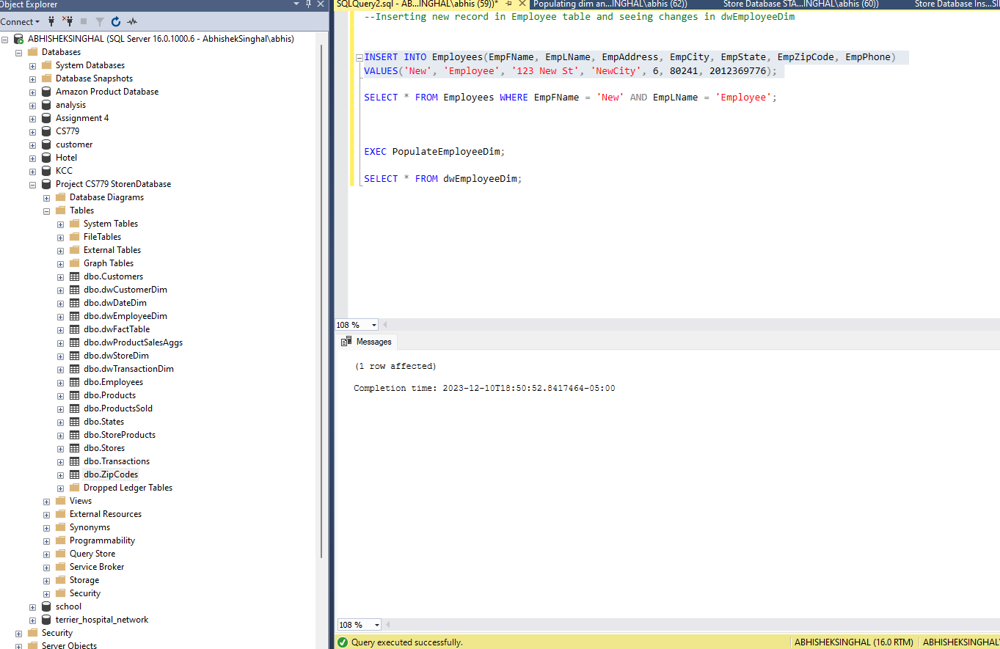 Object Explorer
Connect
ABHISHEKSINGHAL (SQL Server 16.0.1000.6 - AbhishekSinghal\abhis)
Databases
System Databases
Database Snapshots
Amazon Product Database
analysis
Assignment 4
CS779
customer
Hotel
KCC
Project CS779 StorenDatabase
Database Diagrams
Tables
System Tables
FileTables
External Tables
Graph Tables
dbo.Customers
dbo.dwCustomerDim
dbo.dwDateDim
dbo.dwEmployeeDim
dbo.dwFactTable
dbo.dwProductSalesAggs
dbo.dwStoreDim
dbo.dwTransactionDim
dbo.Employees
dbo.Products
dbo.ProductsSold
dbo.States
dbo.StoreProducts
dbo.Stores
dbo.Transactions
dbo.ZipCodes
Dropped Ledger Tables
Views
External Resources
Synonyms
Programmability
Query Store
Service Broker
Storage
Security
school
terrier_hospital_network
Security
Server Objects
SQLQuery2.sql - AB...INGHAL\abhis (59))* Populating dim an...INGHAL\abhis (62)) Store Database STA...INGHAL\abhis (60)) Store Database Ins...SI
--Inserting new record in Employee table and seeing changes in dwEmployeeDim
INSERT INTO Employees(EmpFName, EmpLName, EmpAddress, EmpCity, EmpState, EmpZipCode, EmpPhone)
VALUES('New', 'Employee', '123 New St', 'NewCity', 6, 80241, 2012369776);
SELECT * FROM Employees WHERE EmpFName = 'New' AND EmpLName = 'Employee';
EXEC PopulateEmployeeDim;
SELECT * FROM dwEmployeeDim;
108 %
Messages
(1 row affected)
Completion time: 2023-12-10T18:50:52.8417464-05:00
108 %
Query executed successfully. ABHISHEKSINGHAL (16.0 RTM) ABHISHEKSINGHAL